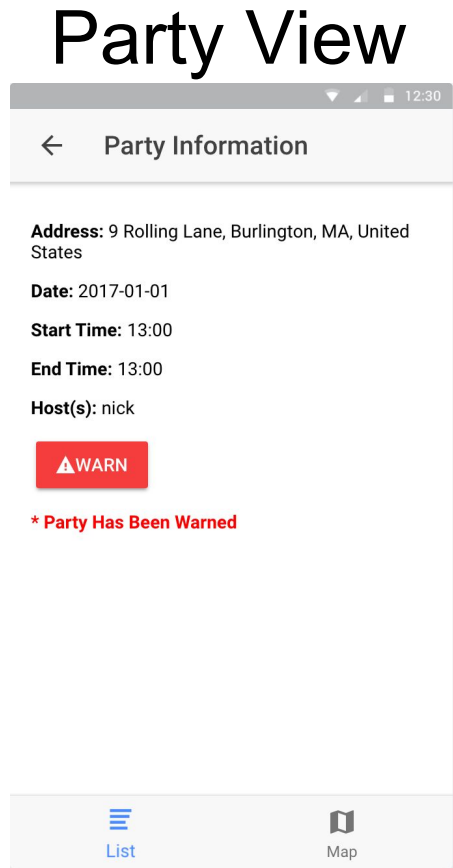 Party View
12:30
Party Information
Address: 9 Rolling Lane, Burlington, MA, United
States
Date: 2017-01-01
Start Time: 13:00
End Time: 13:00
Host(s): nick
WARN
* Party Has Been Warned
List
Map